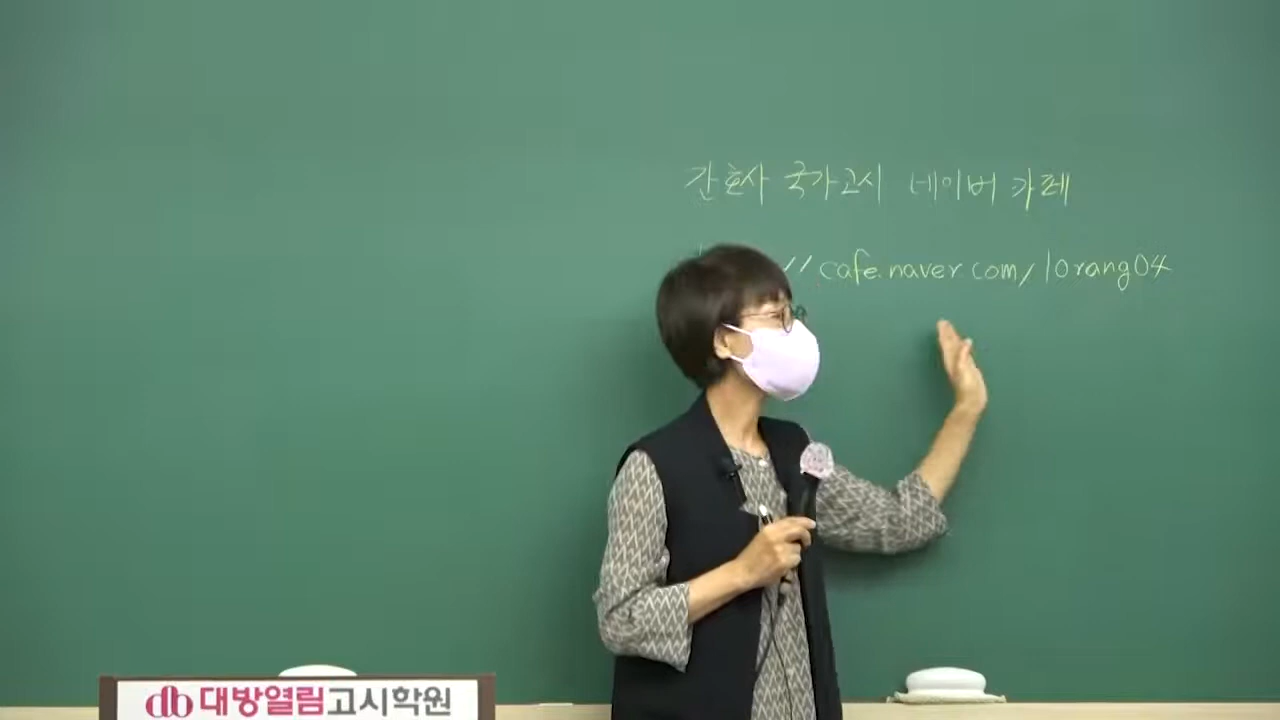 간호사 국가고시 네이버 카페
//cafe.naver.com/10rang04
db 대방열림고시학원